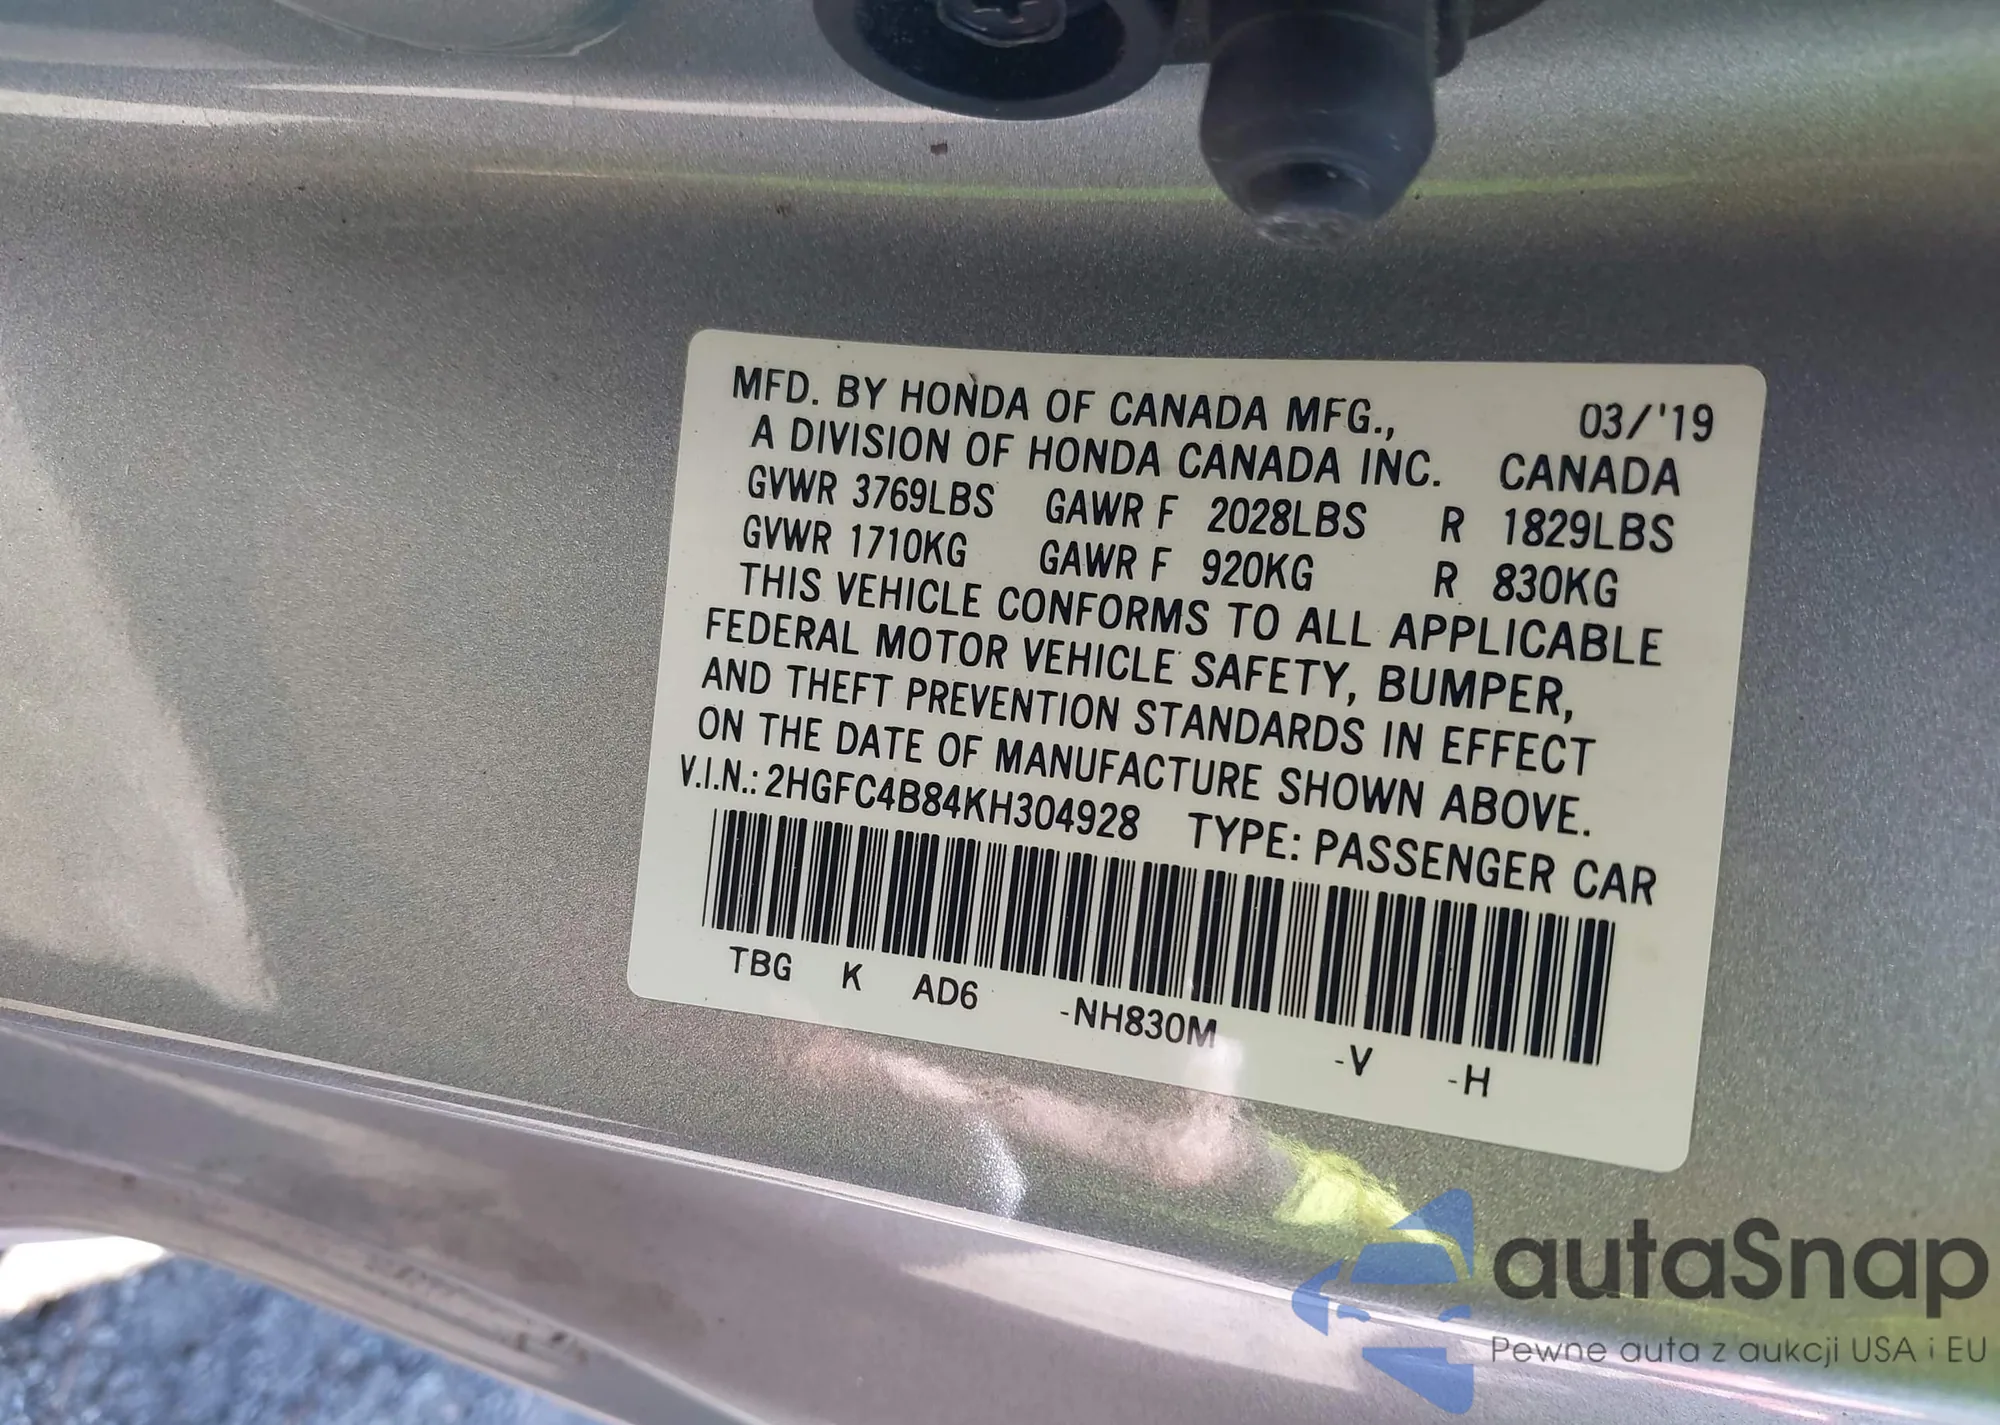 MFD. BY HONDA OF CANADA MFG., 03/'19
A DIVISION OF HONDA CANADA INC. CANADA
GVWR 3769LBS GAWR F 2028LBS R 1829LBS
GVWR 1710KG GAWR F 920KG R 830KG
THIS VEHICLE CONFORMS TO ALL APPLICABLE
FEDERAL MOTOR VEHICLE SAFETY, BUMPER,
AND THEFT PREVENTION STANDARDS IN EFFECT
ON THE DATE OF MANUFACTURE SHOWN ABOVE.
V.I.N.: 2HGFC4B84KH304928 TYPE: PASSENGER CAR
TBG K AD6 -NH830M -V -H
autaSnap
Pewne auta z aukcji USA i EU